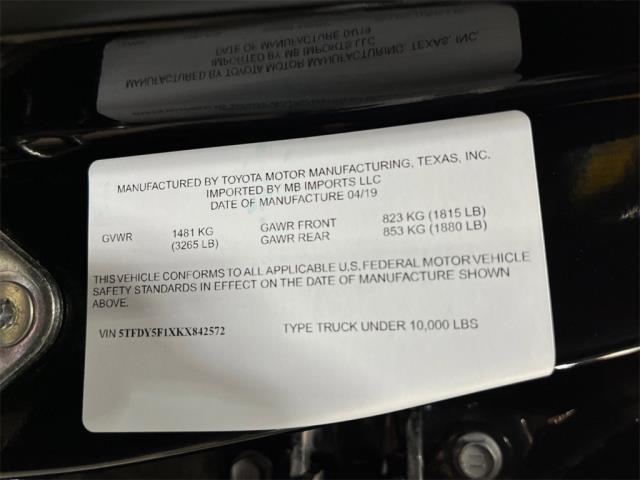 MANUFACTURED BY TOYOTA MOTOR MANUFACTURING, TEXAS, INC.
IMPORTED BY MB IMPORTS LLC
DATE OF MANUFACTURE 04/19
GVWR 1481 KG (3265 LB)
GAWR FRONT 823 KG (1815 LB)
GAWR REAR 853 KG (1880 LB)
THIS VEHICLE CONFORMS TO ALL APPLICABLE U.S. FEDERAL MOTOR VEHICLE
SAFETY STANDARDS IN EFFECT ON THE DATE OF MANUFACTURE SHOWN
ABOVE.
VIN 5TFDY5F1XKX842572 TYPE TRUCK UNDER 10,000 LBS